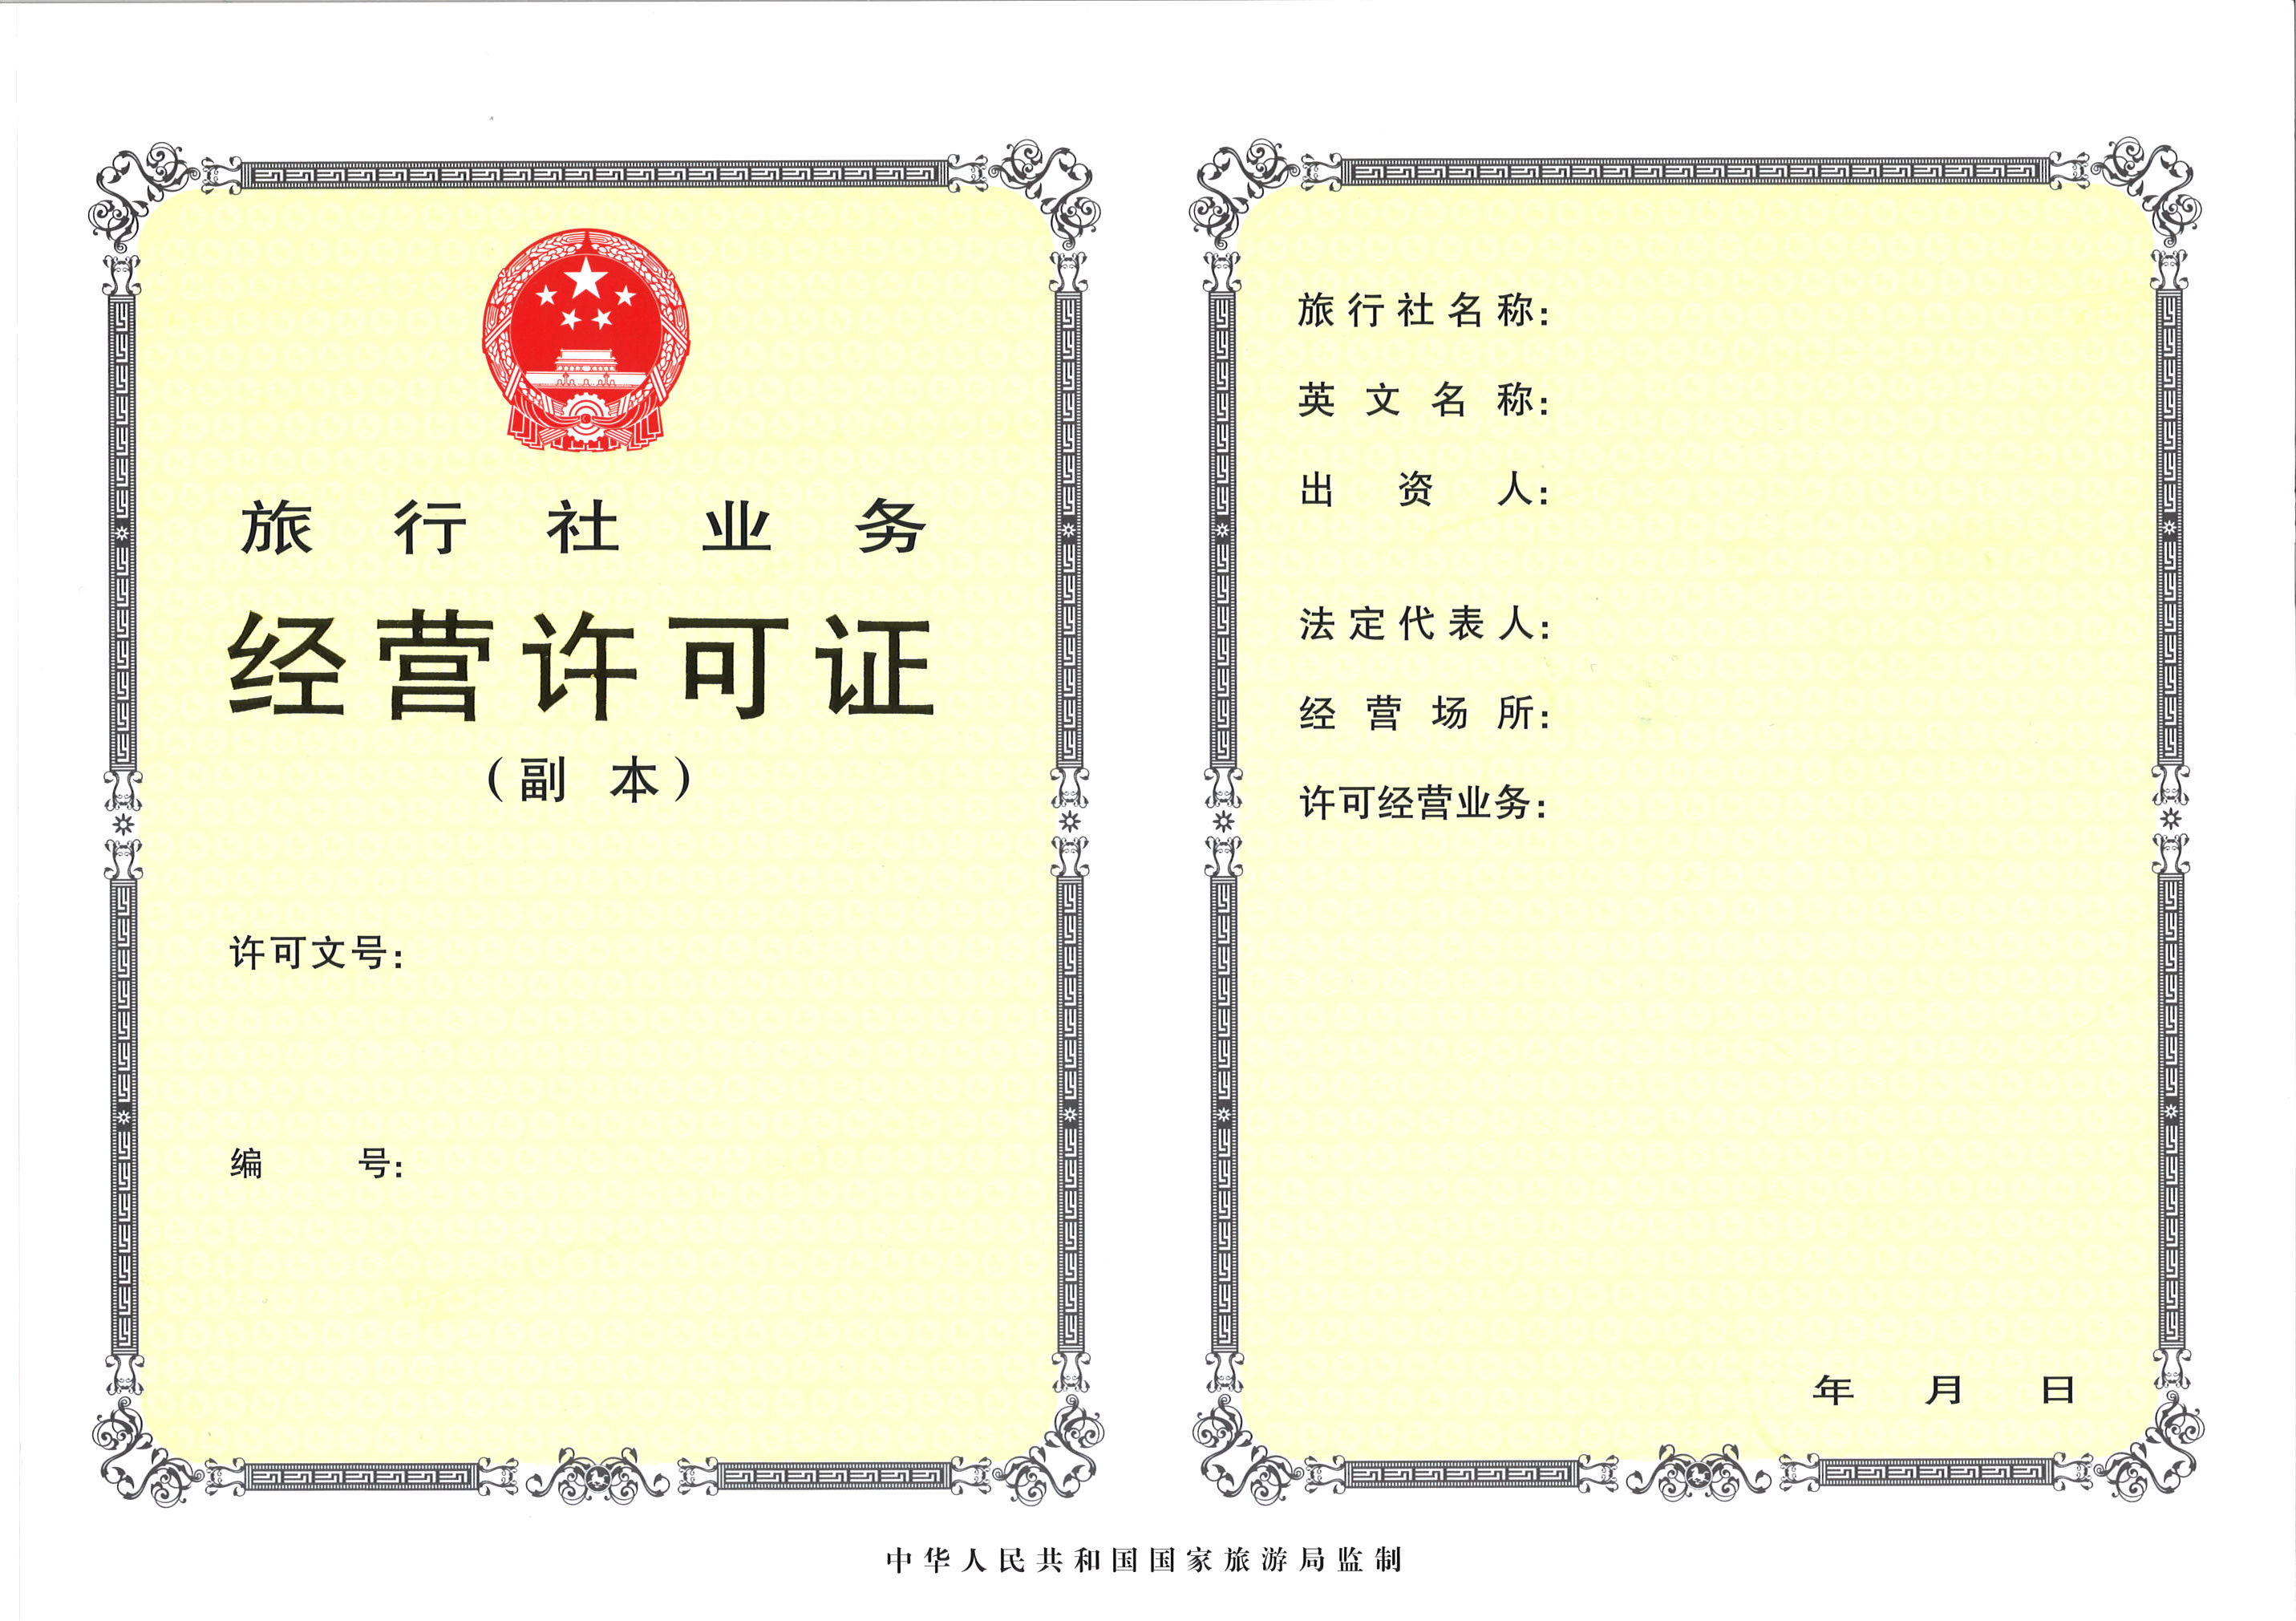 旅行社业务
经营许可证
（副 本）
许可文号：
编 号：
旅行社名称：
英文名称：
出资人：
法定代表人：
经营场所：
许可经营业务：
年 月 日
中华人民共和国国家旅游局监制